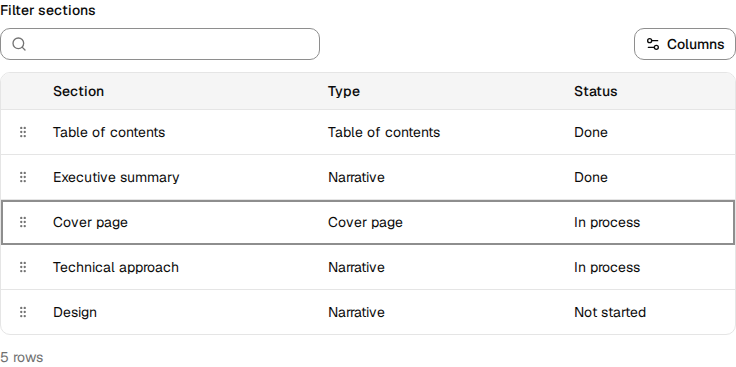 Filter sections
Columns
Section Type Status
Table of contents Table of contents Done
Executive summary Narrative Done
Cover page Cover page In process
Technical approach Narrative In process
Design Narrative Not started
5 rows